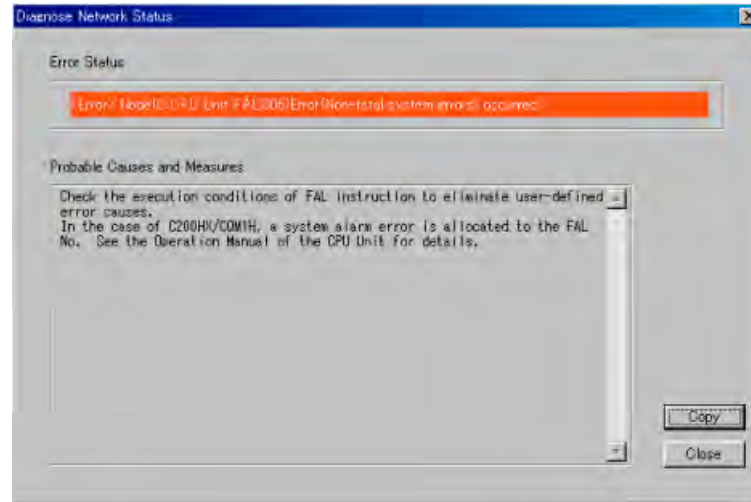 Diagnose Network Status
Error Status
Error/ Node CPU Unit FAL Error(Non-fatal system errors) occurred.
Probable Causes and Measures
Check the execution conditions of FAL instruction to eliminate user-defined
error causes.
In the case of C200HX/COM1H, a system alarm error is allocated to the FAL
No. See the Operation Manual of the CPU Unit for details.
Copy
Close